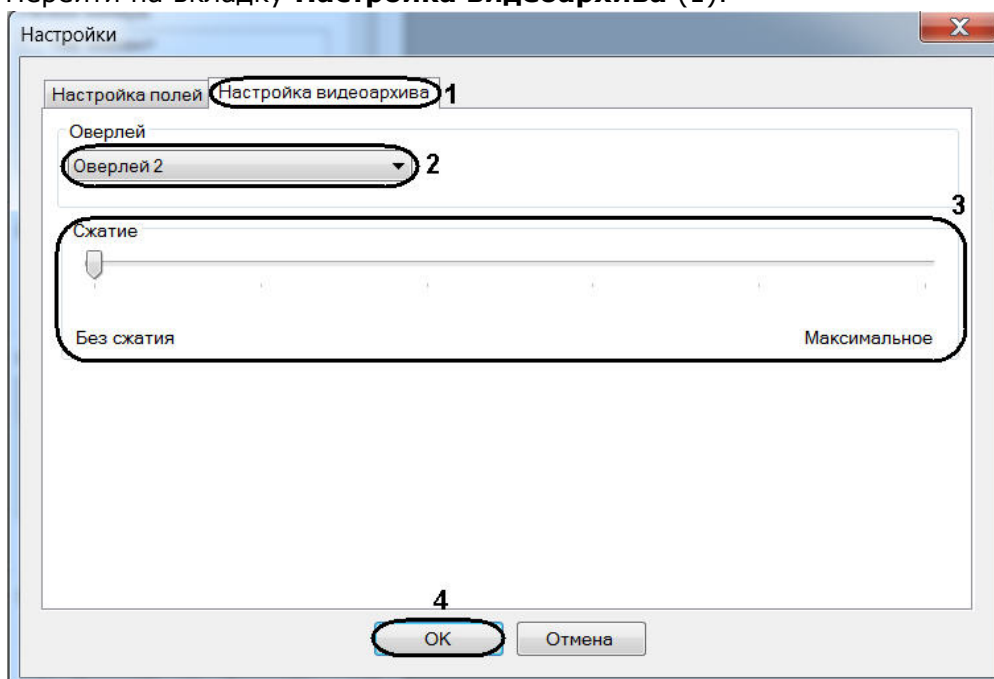 Перейти на вкладку Настройка видеоархива (1).
Настройки
X
Настройка полей Настройка видеоархива 1
Оверлей
Оверлей 2 2
3
Сжатие
Без сжатия Максимальное
4
OK Отмена